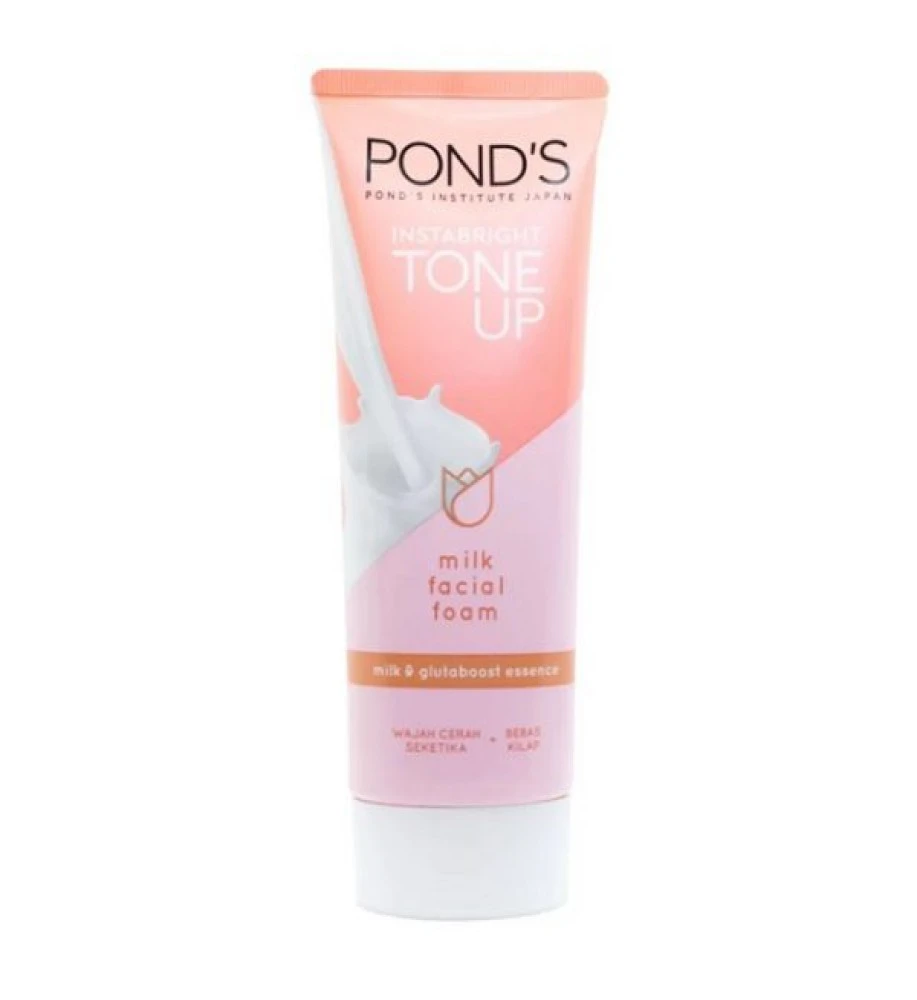 POND'S
POND'S INSTITUTE JAPAN
INSTABRIGHT
TONE
UP
milk
facial
foam
milk & glutaboost essence
WAJAH CERAH
SEKETIKA
• BEBAS
KILAP